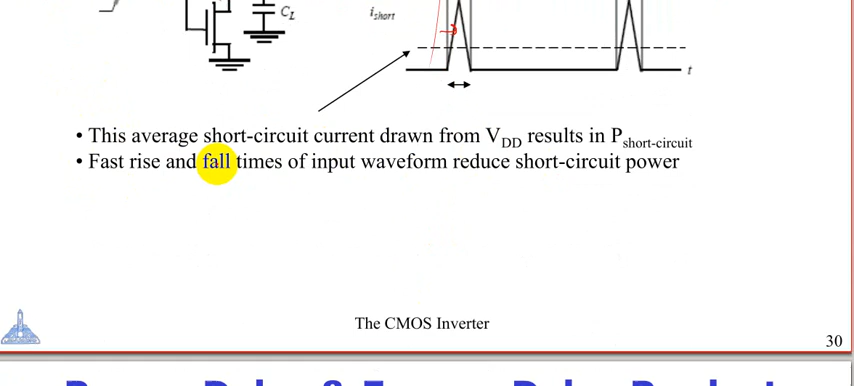 C_L
i_short
t
• This average short-circuit current drawn from V_DD results in P_short-circuit
• Fast rise and fall times of input waveform reduce short-circuit power
The CMOS Inverter
30